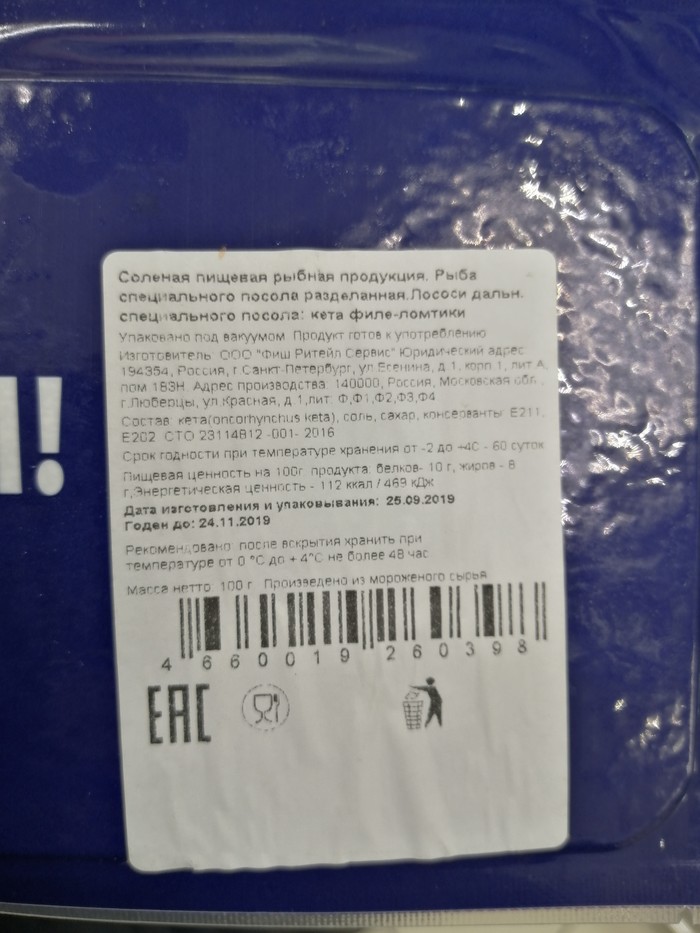 Соленая пищевая рыбная продукция. Рыба
специального посола разделанная.Лососи дальн.
специального посола: кета филе-ломтики
Упаковано под вакуумом. Продукт готов к употреблению
Изготовитель: ООО "Фиш Ритейл Сервис" Юридический адрес:
194354, Россия, г.Санкт-Петербург, ул.Есенина, д.1, корп.1, лит.А,
пом 183Н. Адрес производства: 140000, Россия, Московская обл.,
г.Люберцы, ул.Красная, д.1,лит: Ф,Ф1,Ф2,Ф3,Ф4
Состав: кета(oncorhynchus keta), соль, сахар, консерванты: Е211,
Е202. СТО 23114812 -001- 2016
Срок годности при температуре хранения от -2 до +4С - 60 суток
Пищевая ценность на 100г. продукта: белков- 10 г, жиров - 8
г,Энергетическая ценность - 112 ккал / 469 кДж
Дата изготовления и упаковывания: 25.09.2019
Годен до: 24.11.2019
Рекомендовано: после вскрытия хранить при
температуре от 0 °С до + 4°С не более 48 час
Масса нетто: 100 г. Произведено из мороженого сырья
4 660019 260398
ЕАС
!